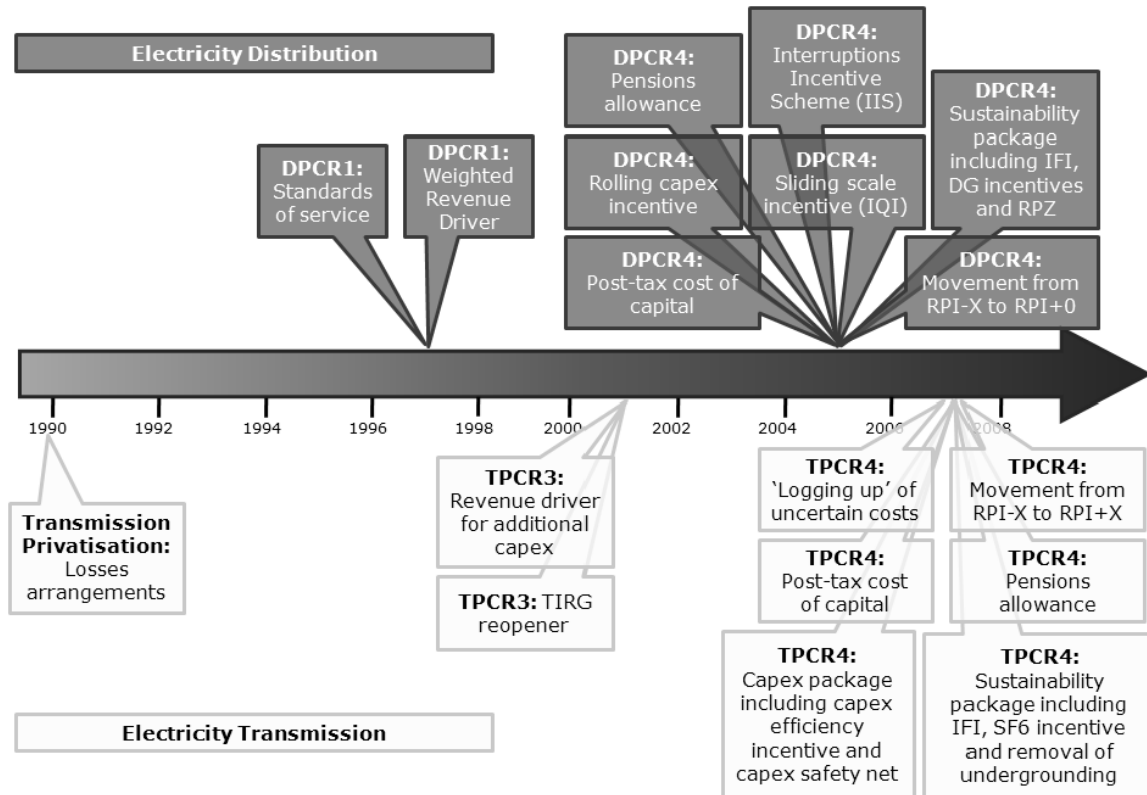 Electricity Distribution
DPCR1:
Standards
of service
DPCR1:
Weighted
Revenue
Driver
DPCR4:
Pensions
allowance
DPCR4:
Rolling capex
incentive
DPCR4:
Post-tax cost of
capital
DPCR4:
Interruptions
Incentive
Scheme (IIS)
DPCR4:
Sliding scale
incentive (IQI)
DPCR4:
Sustainability
package
including IFI,
DG incentives
and RPZ
DPCR4:
Movement from
RPI-X to RPI+0
1990 1992 1994 1996 1998 2000 2002 2004 2006 2008
Transmission
Privatisation:
Losses
arrangements
TPCR3:
Revenue driver
for additional
capex
TPCR3: TIRG
reopener
TPCR4:
‘Logging up’ of
uncertain costs
TPCR4:
Post-tax cost
of capital
TPCR4:
Capex package
including capex
efficiency
incentive and
capex safety net
TPCR4:
Movement from
RPI-X to RPI+X
TPCR4:
Pensions
allowance
TPCR4:
Sustainability
package including
IFI, SF6 incentive
and removal of
undergrounding
Electricity Transmission